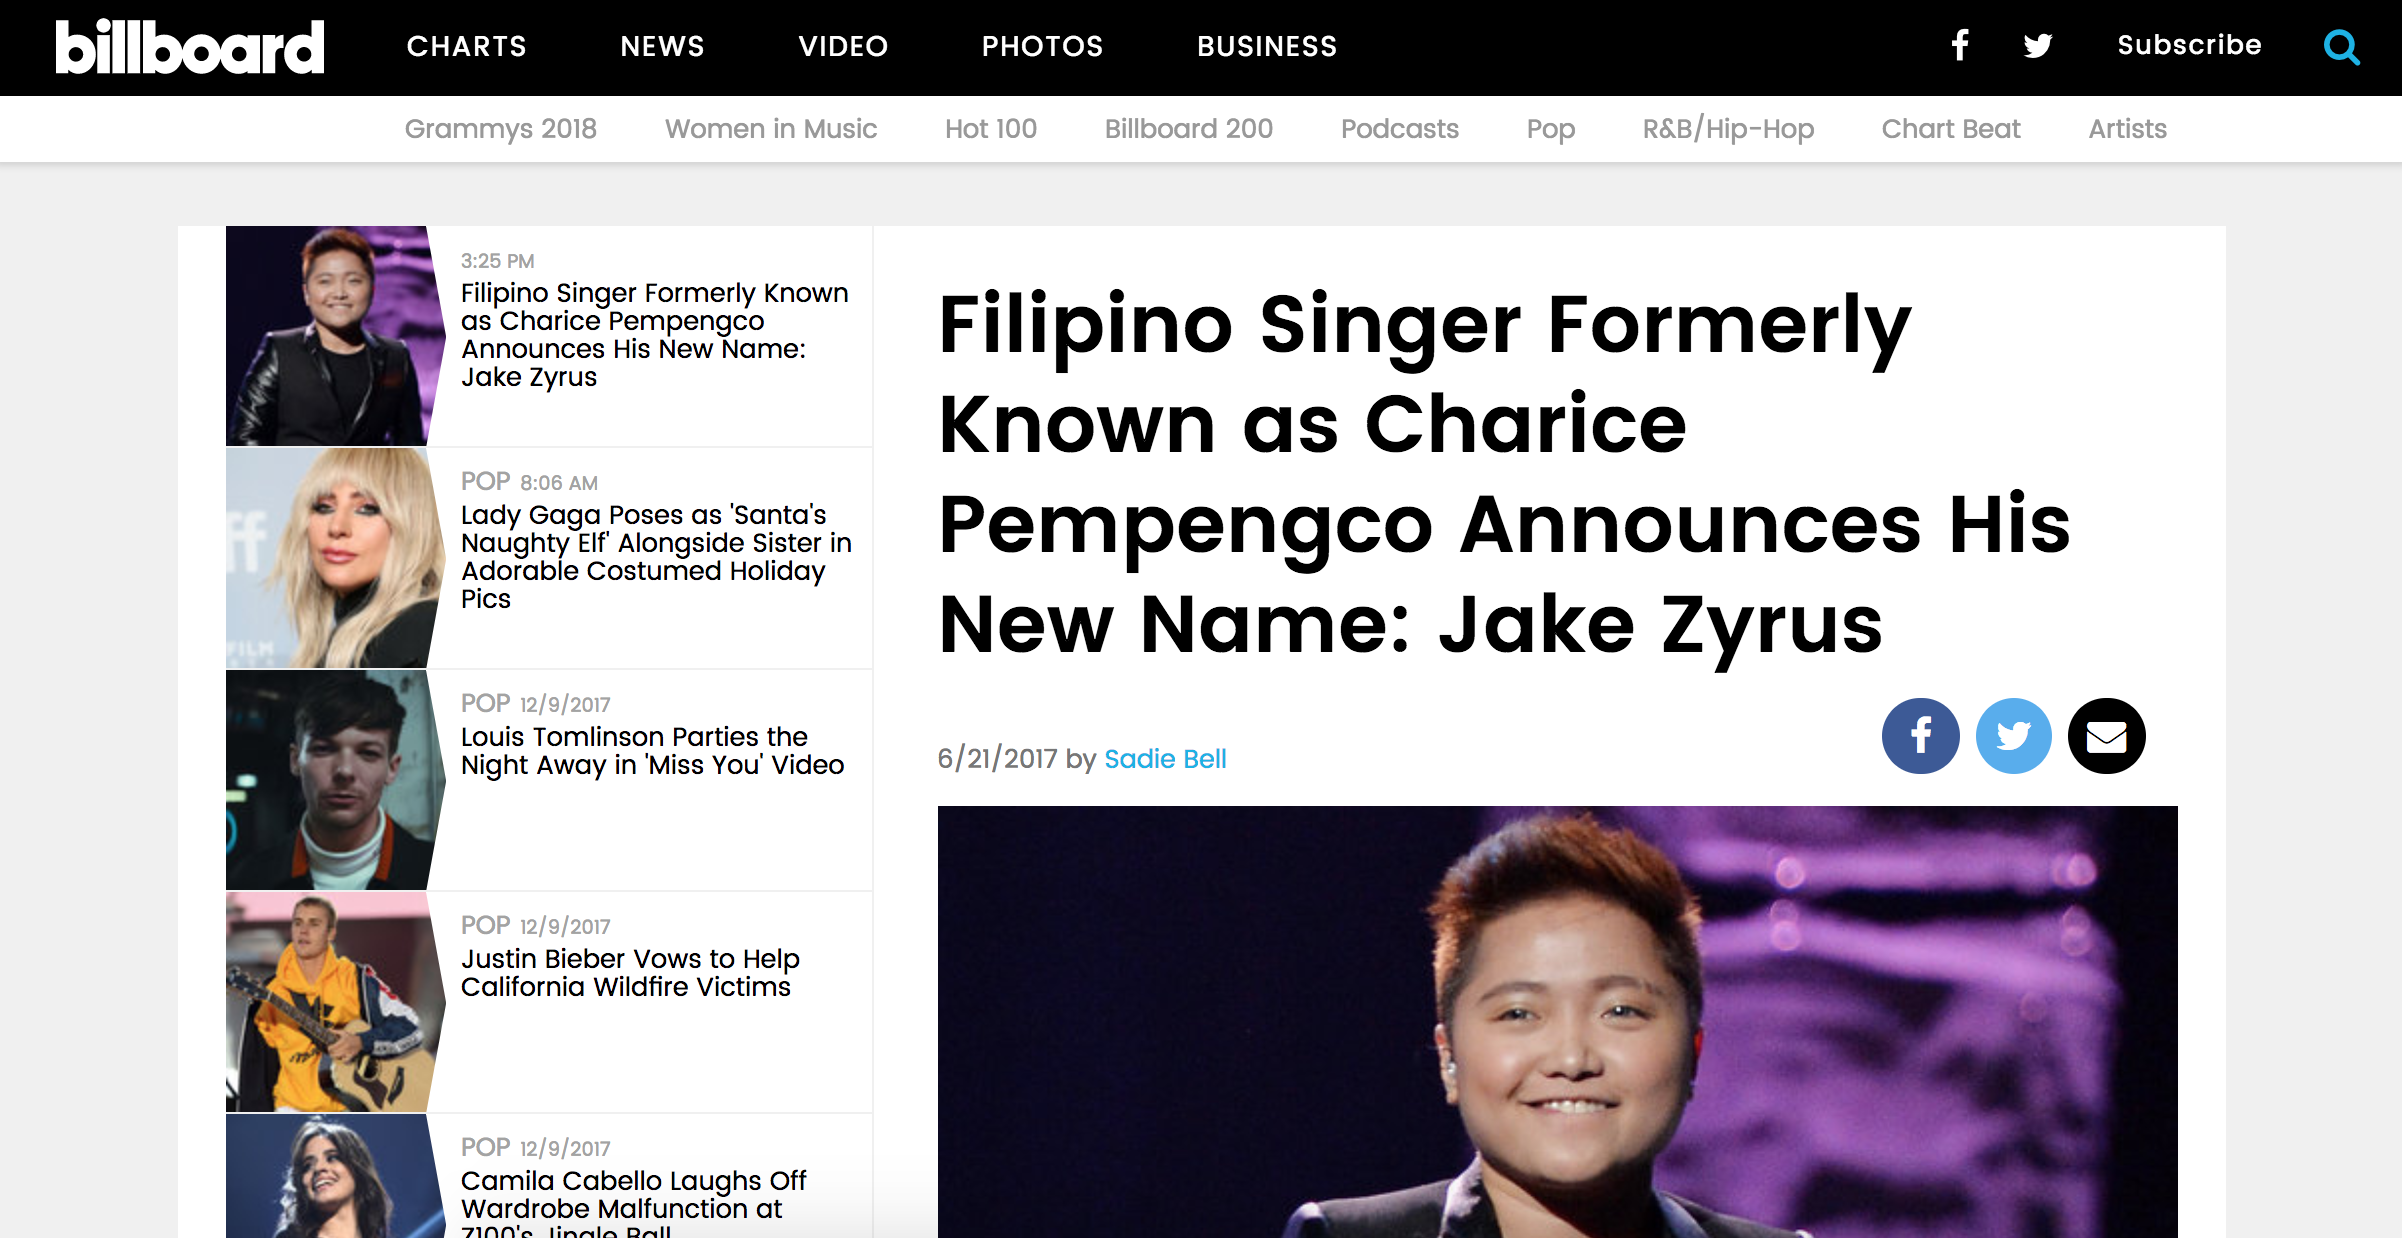 billboard
CHARTS
NEWS
VIDEO
PHOTOS
BUSINESS
Subscribe
Grammys 2018
Women in Music
Hot 100
Billboard 200
Podcasts
Pop
R&B/Hip-Hop
Chart Beat
Artists
3:25 PM
Filipino Singer Formerly Known
as Charice Pempengco
Announces His New Name:
Jake Zyrus
POP 8:06 AM
Lady Gaga Poses as 'Santa's
Naughty Elf' Alongside Sister in
Adorable Costumed Holiday
Pics
ff
FILM
POP 12/9/2017
Louis Tomlinson Parties the
Night Away in 'Miss You' Video
POP 12/9/2017
Justin Bieber Vows to Help
California Wildfire Victims
POP 12/9/2017
Camila Cabello Laughs Off
Wardrobe Malfunction at
Z100's Jingle Ball
Filipino Singer Formerly
Known as Charice
Pempengco Announces His
New Name: Jake Zyrus
6/21/2017 by Sadie Bell